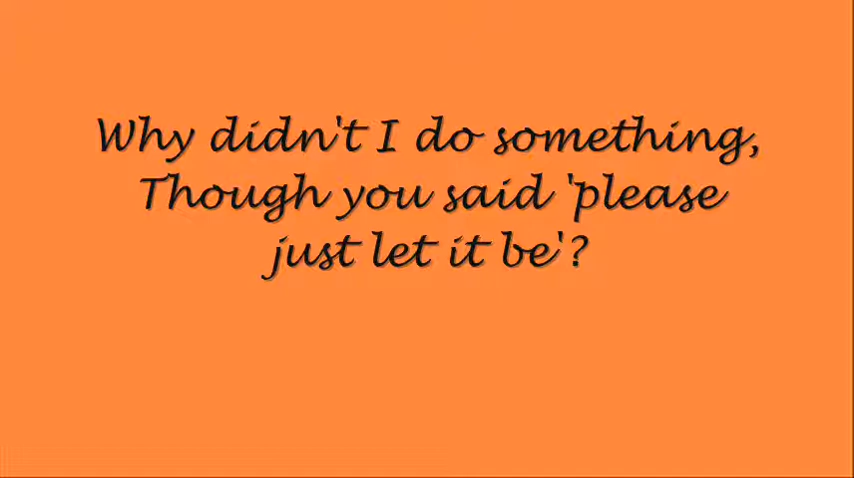 Why didn't I do something,
Though you said 'please
just let it be'?